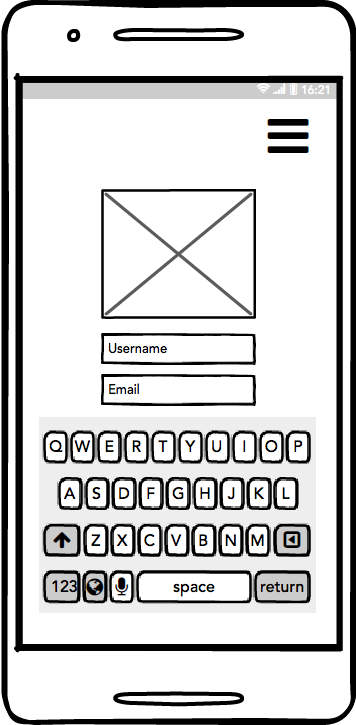 16:21
Username
Email
Q W E R T Y U I O P
A S D F G H J K L
Z X C V B N M
123 space return